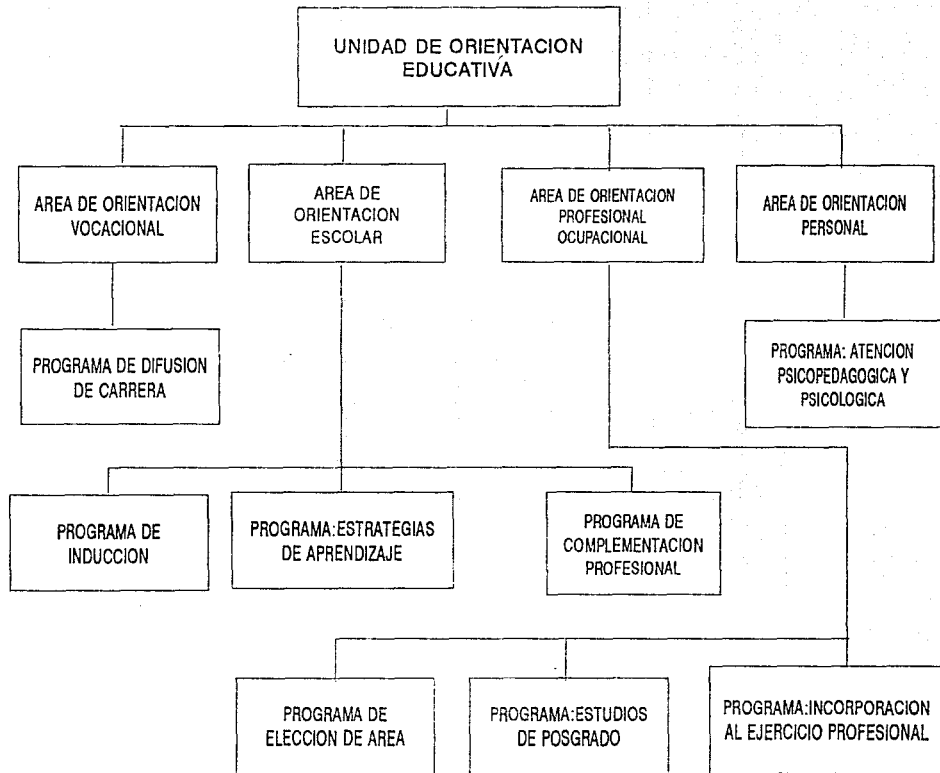 UNIDAD DE ORIENTACION
EDUCATIVA
AREA DE ORIENTACION
VOCACIONAL
AREA DE
ORIENTACION
ESCOLAR
AREA DE ORIENTACION
PROFESIONAL
OCUPACIONAL
AREA DE ORIENTACION
PERSONAL
PROGRAMA DE DIFUSION
DE CARRERA
PROGRAMA: ATENCION
PSICOPEDAGOGICA Y
PSICOLOGICA
PROGRAMA DE
INDUCCION
PROGRAMA:ESTRATEGIAS
DE APRENDIZAJE
PROGRAMA DE
COMPLEMENTACION
PROFESIONAL
PROGRAMA DE
ELECCION DE AREA
PROGRAMA:ESTUDIOS
DE POSGRADO
PROGRAMA:INCORPORACION
AL EJERCICIO PROFESIONAL